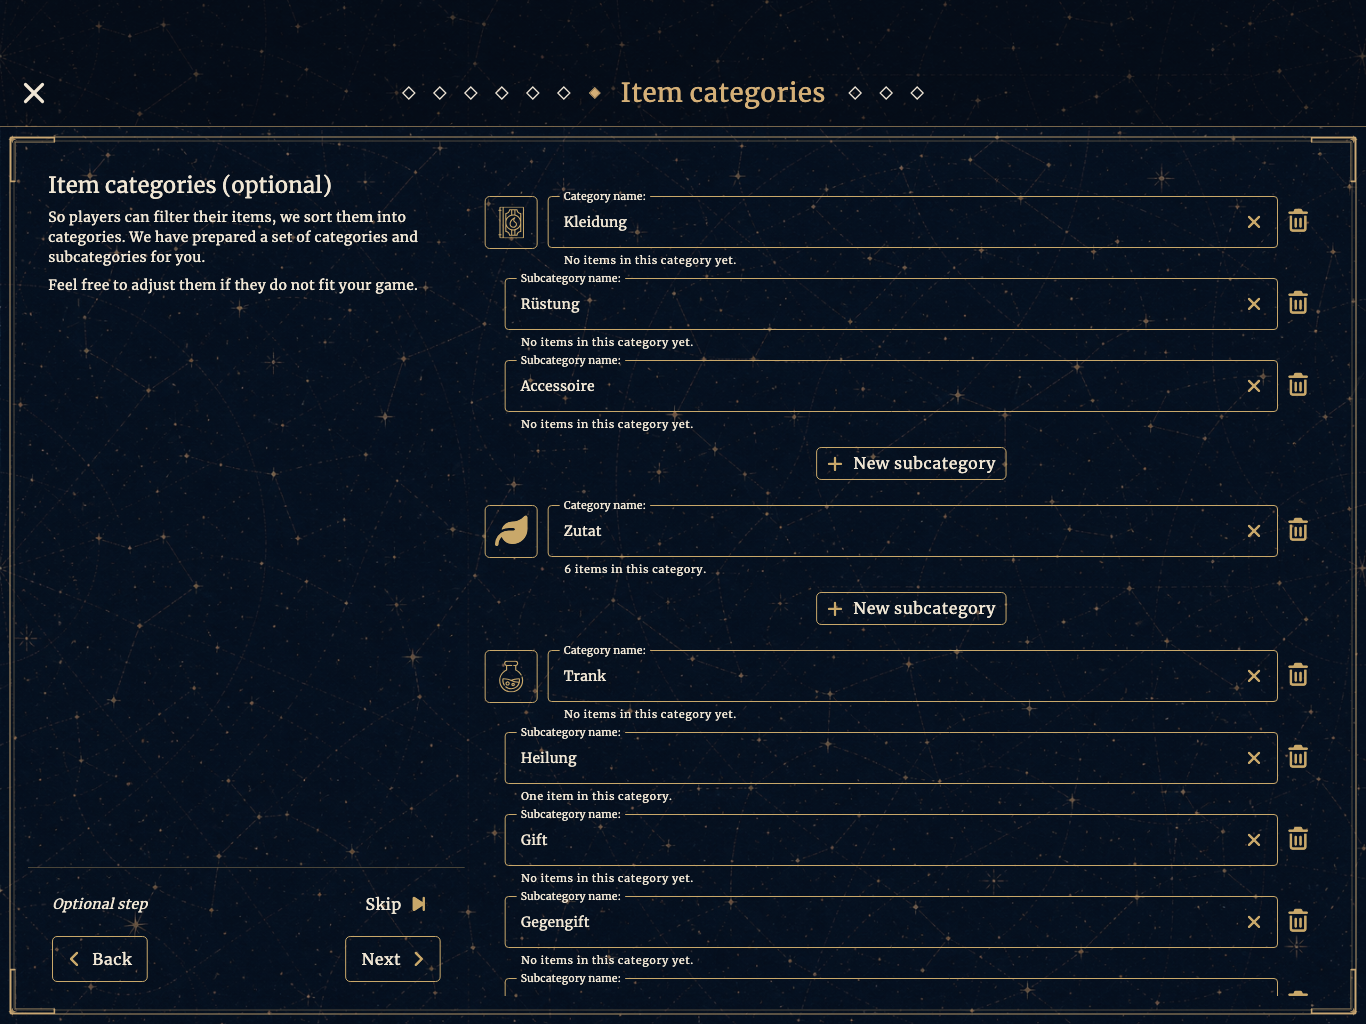 Item categories
Item categories (optional)
So players can filter their items, we sort them into
categories. We have prepared a set of categories and
subcategories for you.
Feel free to adjust them if they do not fit your game.
Optional step
Skip
Back
Next
Category name:
Kleidung
No items in this category yet.
Subcategory name:
Rüstung
No items in this category yet.
Subcategory name:
Accessoire
No items in this category yet.
New subcategory
Category name:
Zutat
6 items in this category.
New subcategory
Category name:
Trank
No items in this category yet.
Subcategory name:
Heilung
One item in this category.
Subcategory name:
Gift
No items in this category yet.
Subcategory name:
Gegengift
No items in this category yet.
Subcategory name: